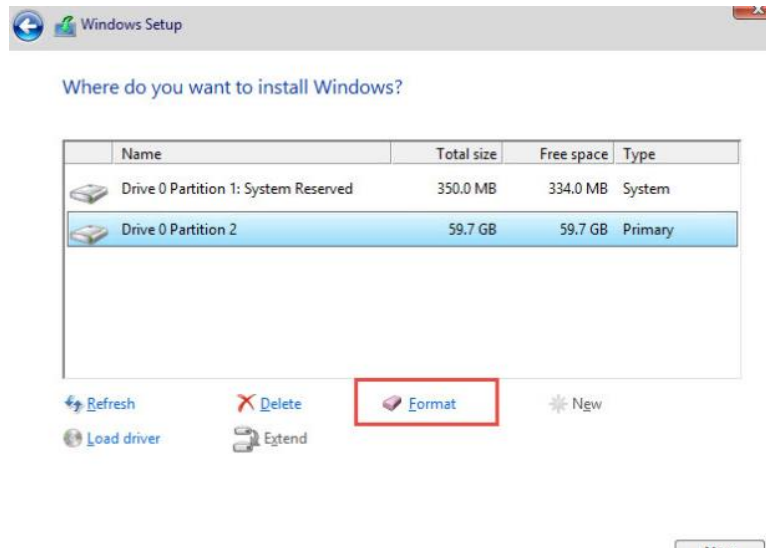 Windows Setup
Where do you want to install Windows?
Name Total size Free space Type
Drive 0 Partition 1: System Reserved 350.0 MB 334.0 MB System
Drive 0 Partition 2 59.7 GB 59.7 GB Primary
Refresh Delete Format New
Load driver Extend